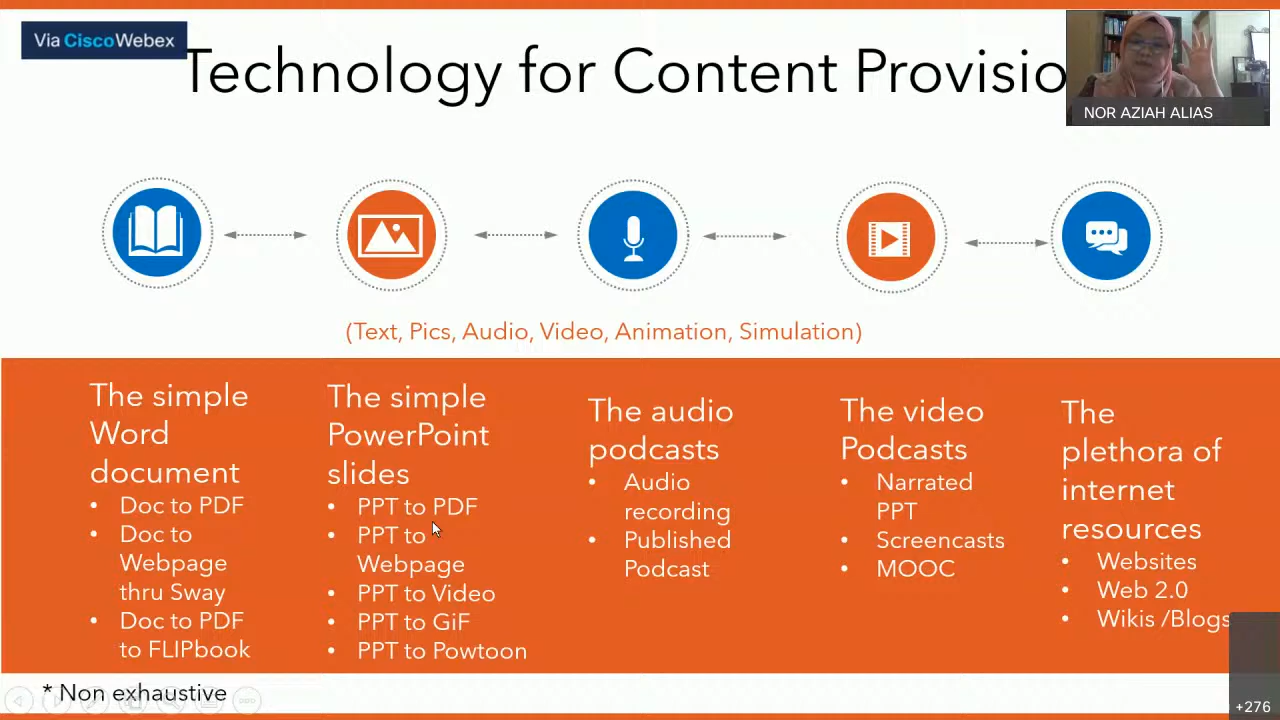 Via Cisco Webex
Technology for Content Provisio
NOR AZIAH ALIAS
(Text, Pics, Audio, Video, Animation, Simulation)
The simple
Word
document
• Doc to PDF
• Doc to
Webpage
thru Sway
• Doc to PDF
to FLIPbook
The simple
PowerPoint
slides
• PPT to PDF
• PPT to
Webpage
• PPT to Video
• PPT to GiF
• PPT to Powtoon
The audio
podcasts
• Audio
recording
• Published
Podcast
The video
Podcasts
• Narrated
PPT
• Screencasts
• MOOC
The
plethora of
internet
resources
• Websites
• Web 2.0
• Wikis /Blogs
* Non exhaustive
+276